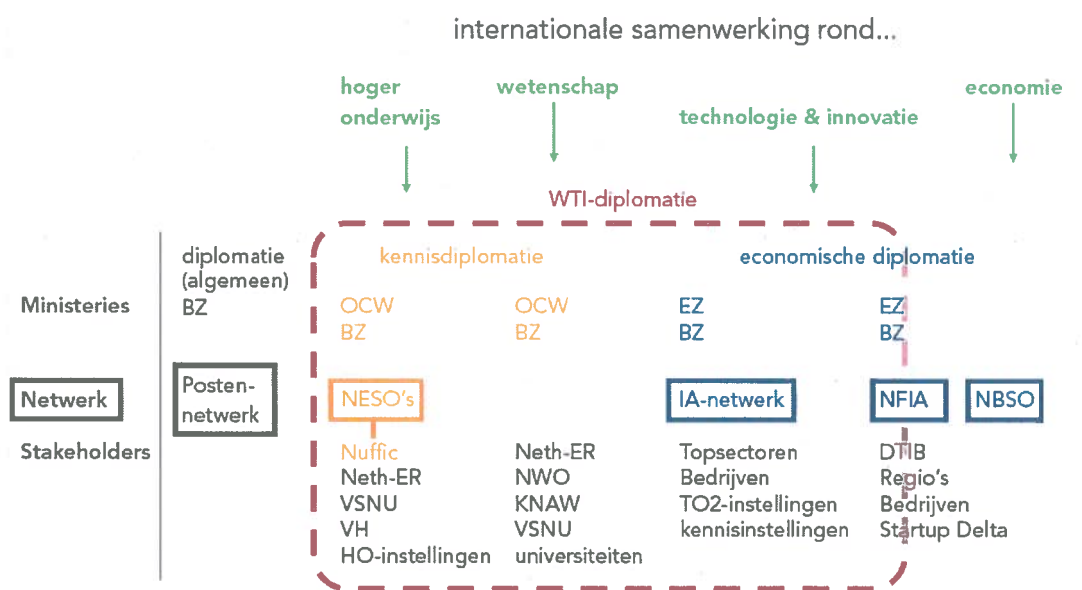 internationale samenwerking rond...
hoger onderwijs
wetenschap
technologie & innovatie
economie
WTI-diplomatie
diplomatie
(algemeen)
kennisdiplomatie
economische diplomatie
Ministeries
BZ
OCW
BZ
OCW
BZ
EZ
BZ
EZ
BZ
Netwerk
Posten-
netwerk
NESO's
IA-netwerk
NFIA
NBSO
Stakeholders
Nuffic
Neth-ER
VSNU
VH
HO-instellingen
Neth-ER
NWO
KNAW
VSNU
universiteiten
Topsectoren
Bedrijven
TO2-instellingen
kennisinstellingen
DTIB
Regio's
Bedrijven
Startup Delta